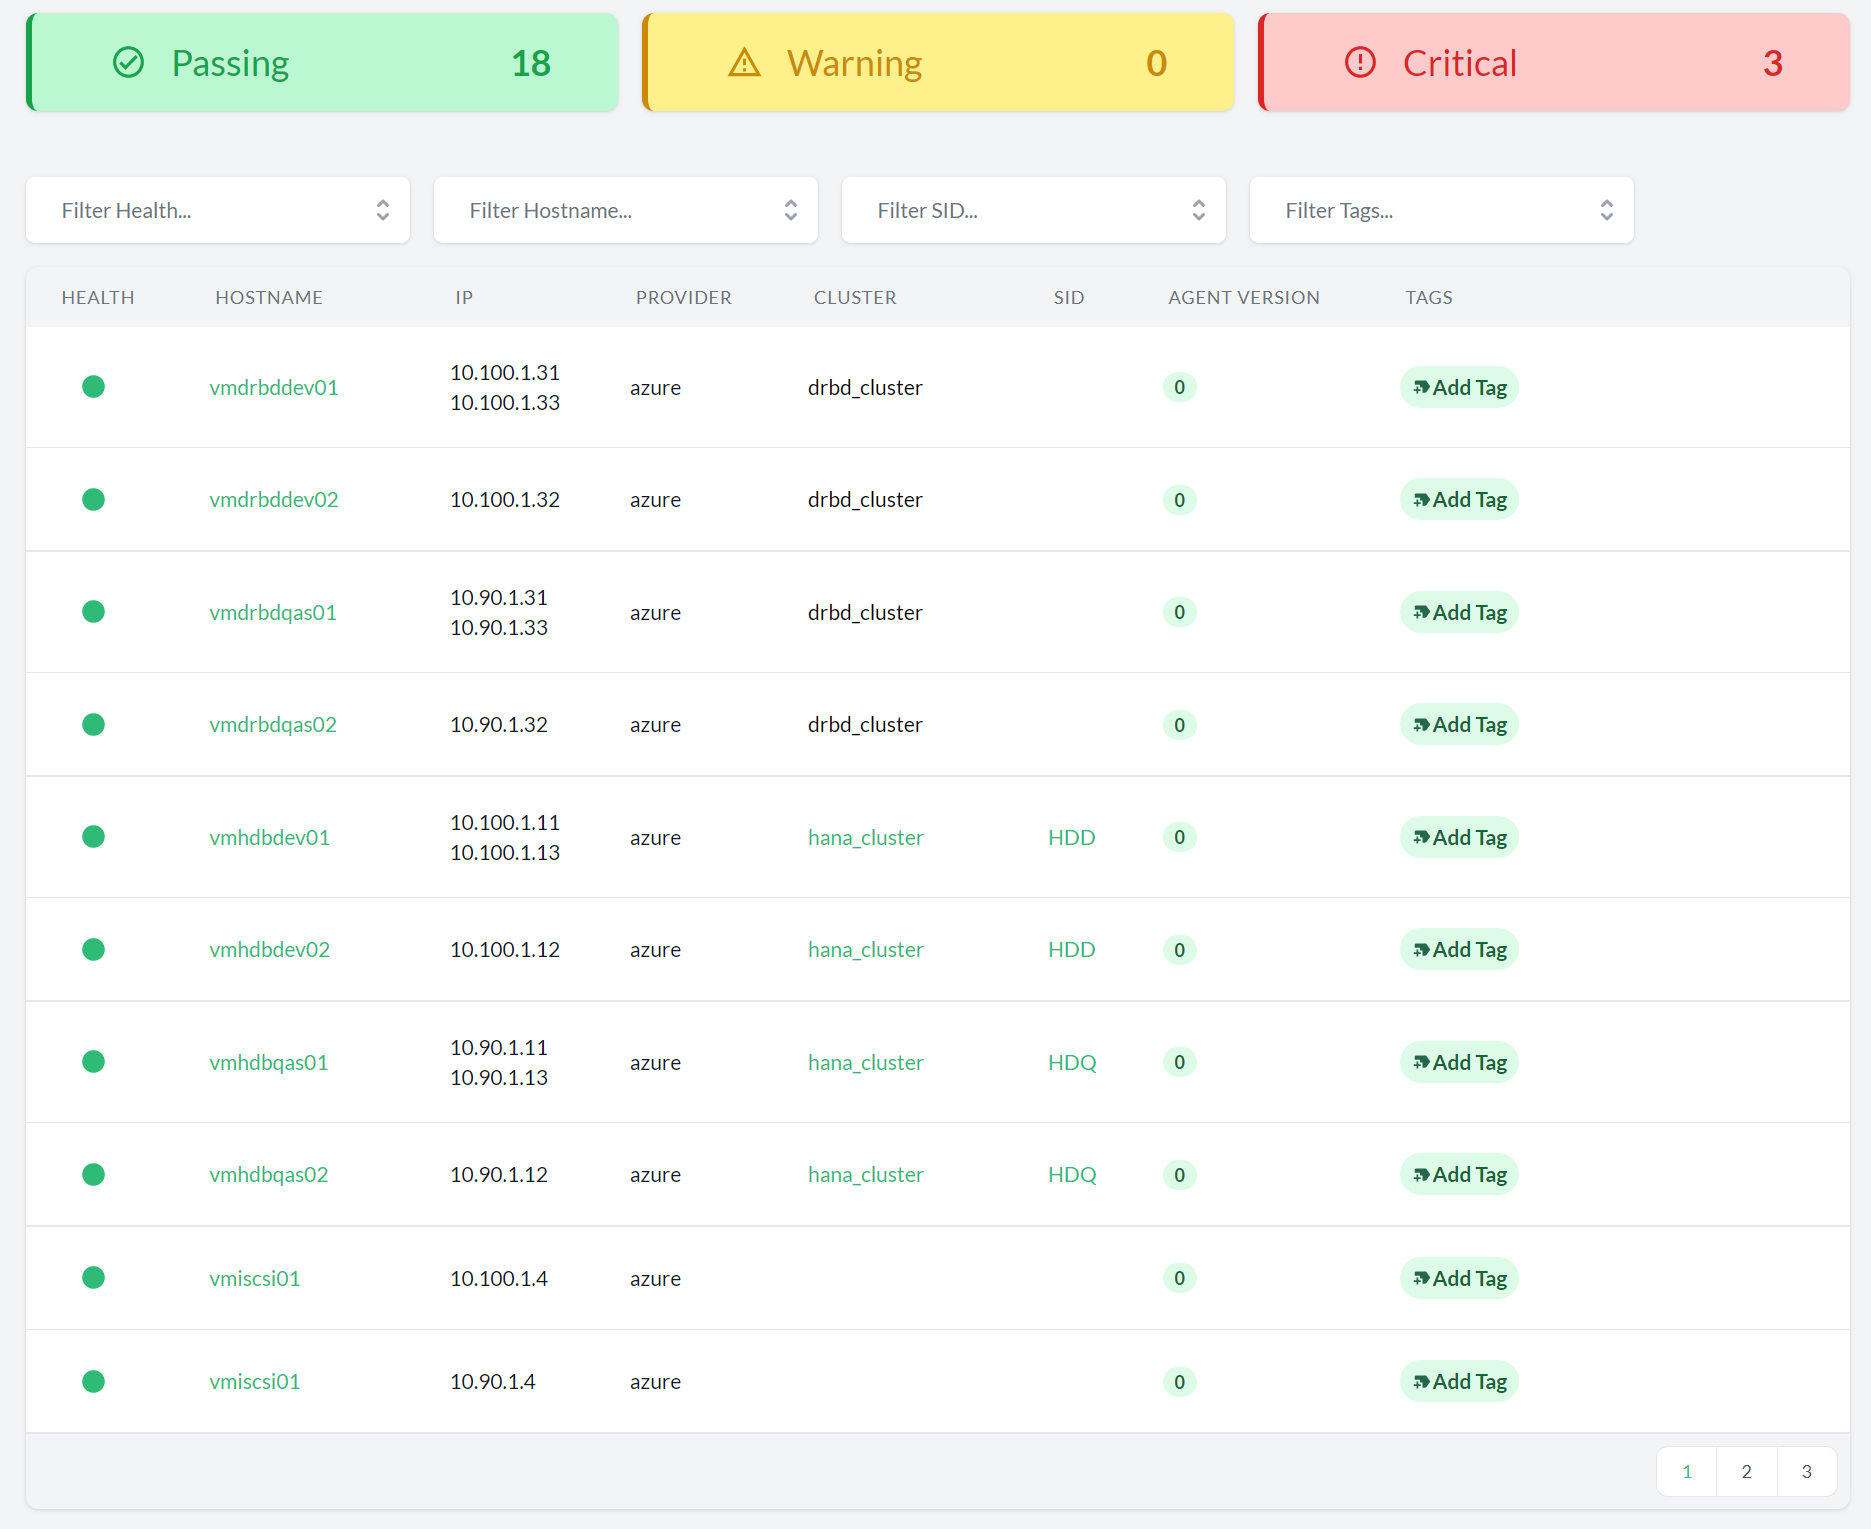 Passing 18 Warning 0 Critical 3
Filter Health... Filter Hostname... Filter SID... Filter Tags...
HEALTH HOSTNAME IP PROVIDER CLUSTER SID AGENT VERSION TAGS
vmdrbddev01 10.100.1.31 azure drbd_cluster 0 Add Tag
10.100.1.33
vmdrbddev02 10.100.1.32 azure drbd_cluster 0 Add Tag
vmdrbdqas01 10.90.1.31 azure drbd_cluster 0 Add Tag
10.90.1.33
vmdrbdqas02 10.90.1.32 azure drbd_cluster 0 Add Tag
vmhdbdev01 10.100.1.11 azure hana_cluster HDD 0 Add Tag
10.100.1.13
vmhdbdev02 10.100.1.12 azure hana_cluster HDD 0 Add Tag
vmhdbqas01 10.90.1.11 azure hana_cluster HDQ 0 Add Tag
10.90.1.13
vmhdbqas02 10.90.1.12 azure hana_cluster HDQ 0 Add Tag
vmiscsi01 10.100.1.4 azure 0 Add Tag
vmiscsi01 10.90.1.4 azure 0 Add Tag
1 2 3